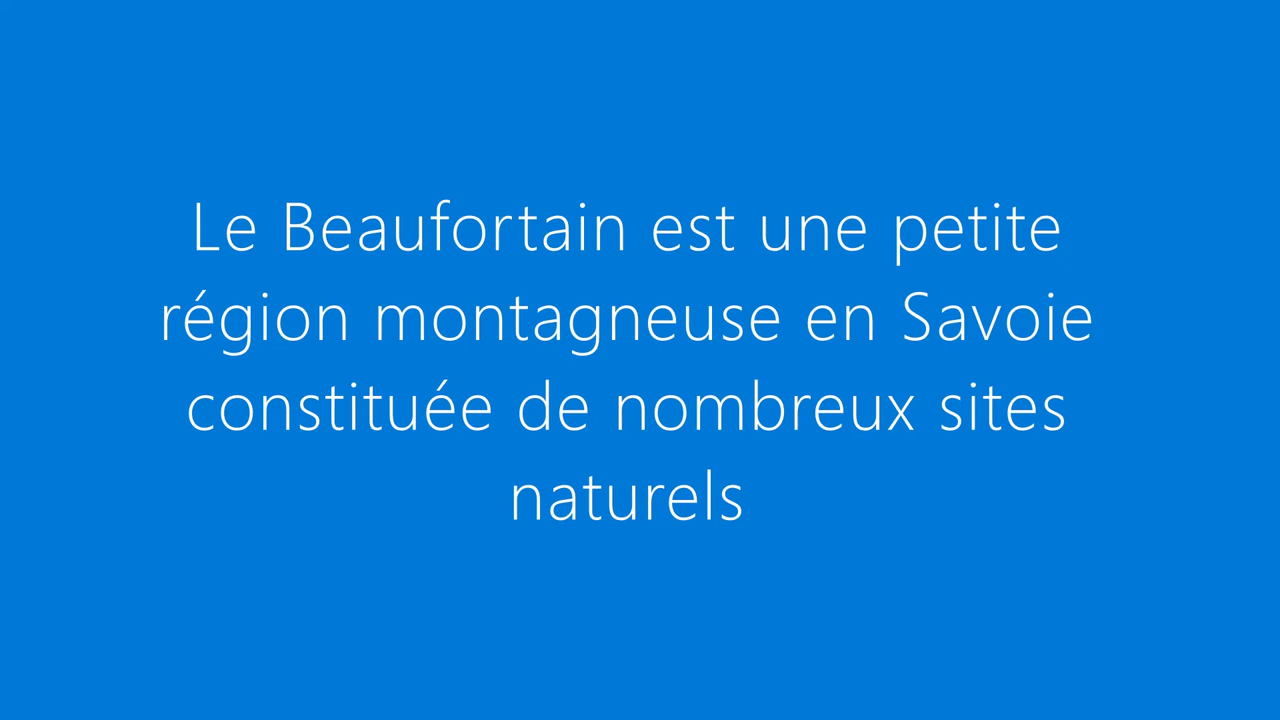 Le Beaufortain est une petite
région montagneuse en Savoie
constituée de nombreux sites
naturels